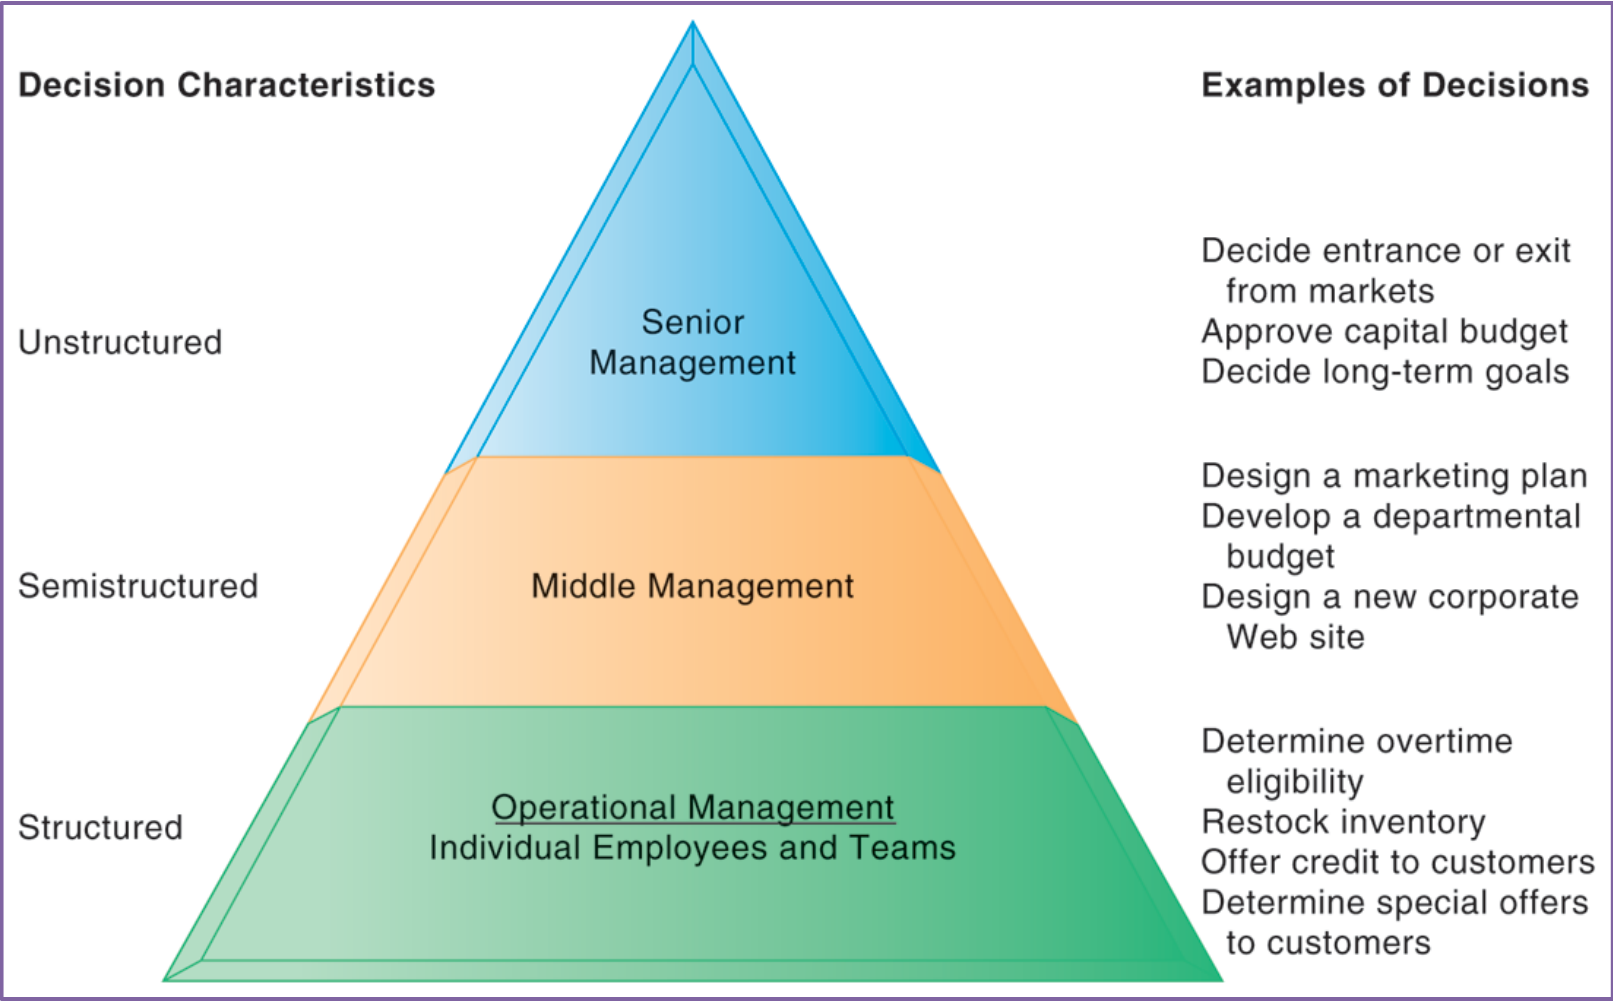 Decision Characteristics
Examples of Decisions
Unstructured
Senior
Management
Decide entrance or exit
from markets
Approve capital budget
Decide long-term goals
Semistructured
Middle Management
Design a marketing plan
Develop a departmental
budget
Design a new corporate
Web site
Structured
Operational Management
Individual Employees and Teams
Determine overtime
eligibility
Restock inventory
Offer credit to customers
Determine special offers
to customers